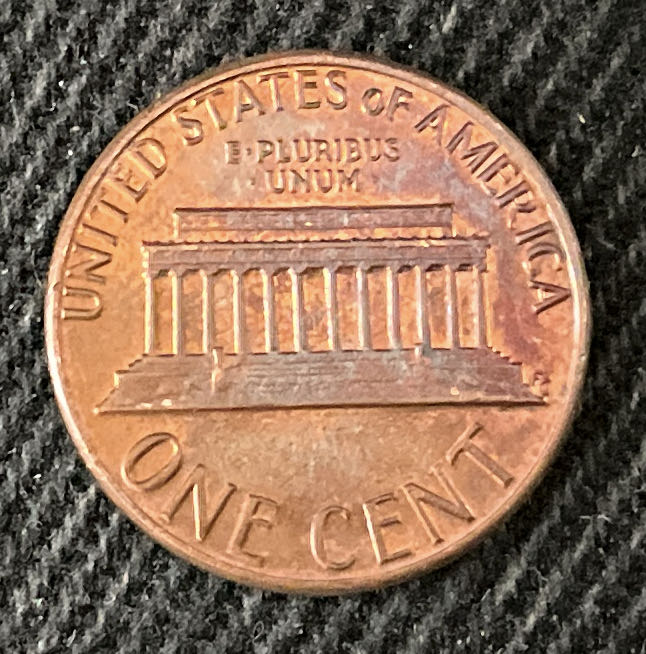 UNITED STATES OF AMERICA
E·PLURIBUS
·UNUM·
ONE CENT